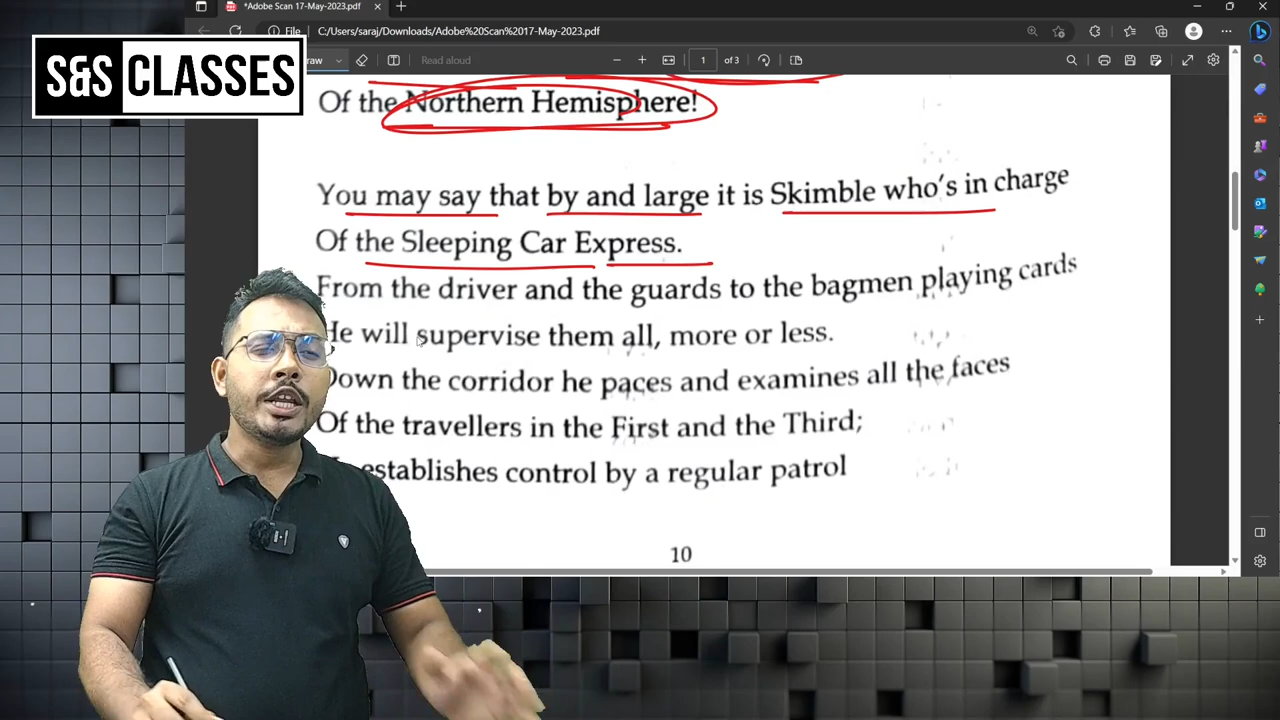 *Adobe Scan 17-May-2023.pdf
File
C:/Users/saraj/Downloads/Adobe%20Scan%2017-May-2023.pdf
raw
Read aloud
1 of 3
S&S CLASSES
Of the Northern Hemisphere!
You may say that by and large it is Skimble who's in charge
Of the Sleeping Car Express.
From the driver and the guards to the bagmen playing cards
He will supervise them all, more or less.
Down the corridor he paces and examines all the faces
Of the travellers in the First and the Third;
establishes control by a regular patrol
10